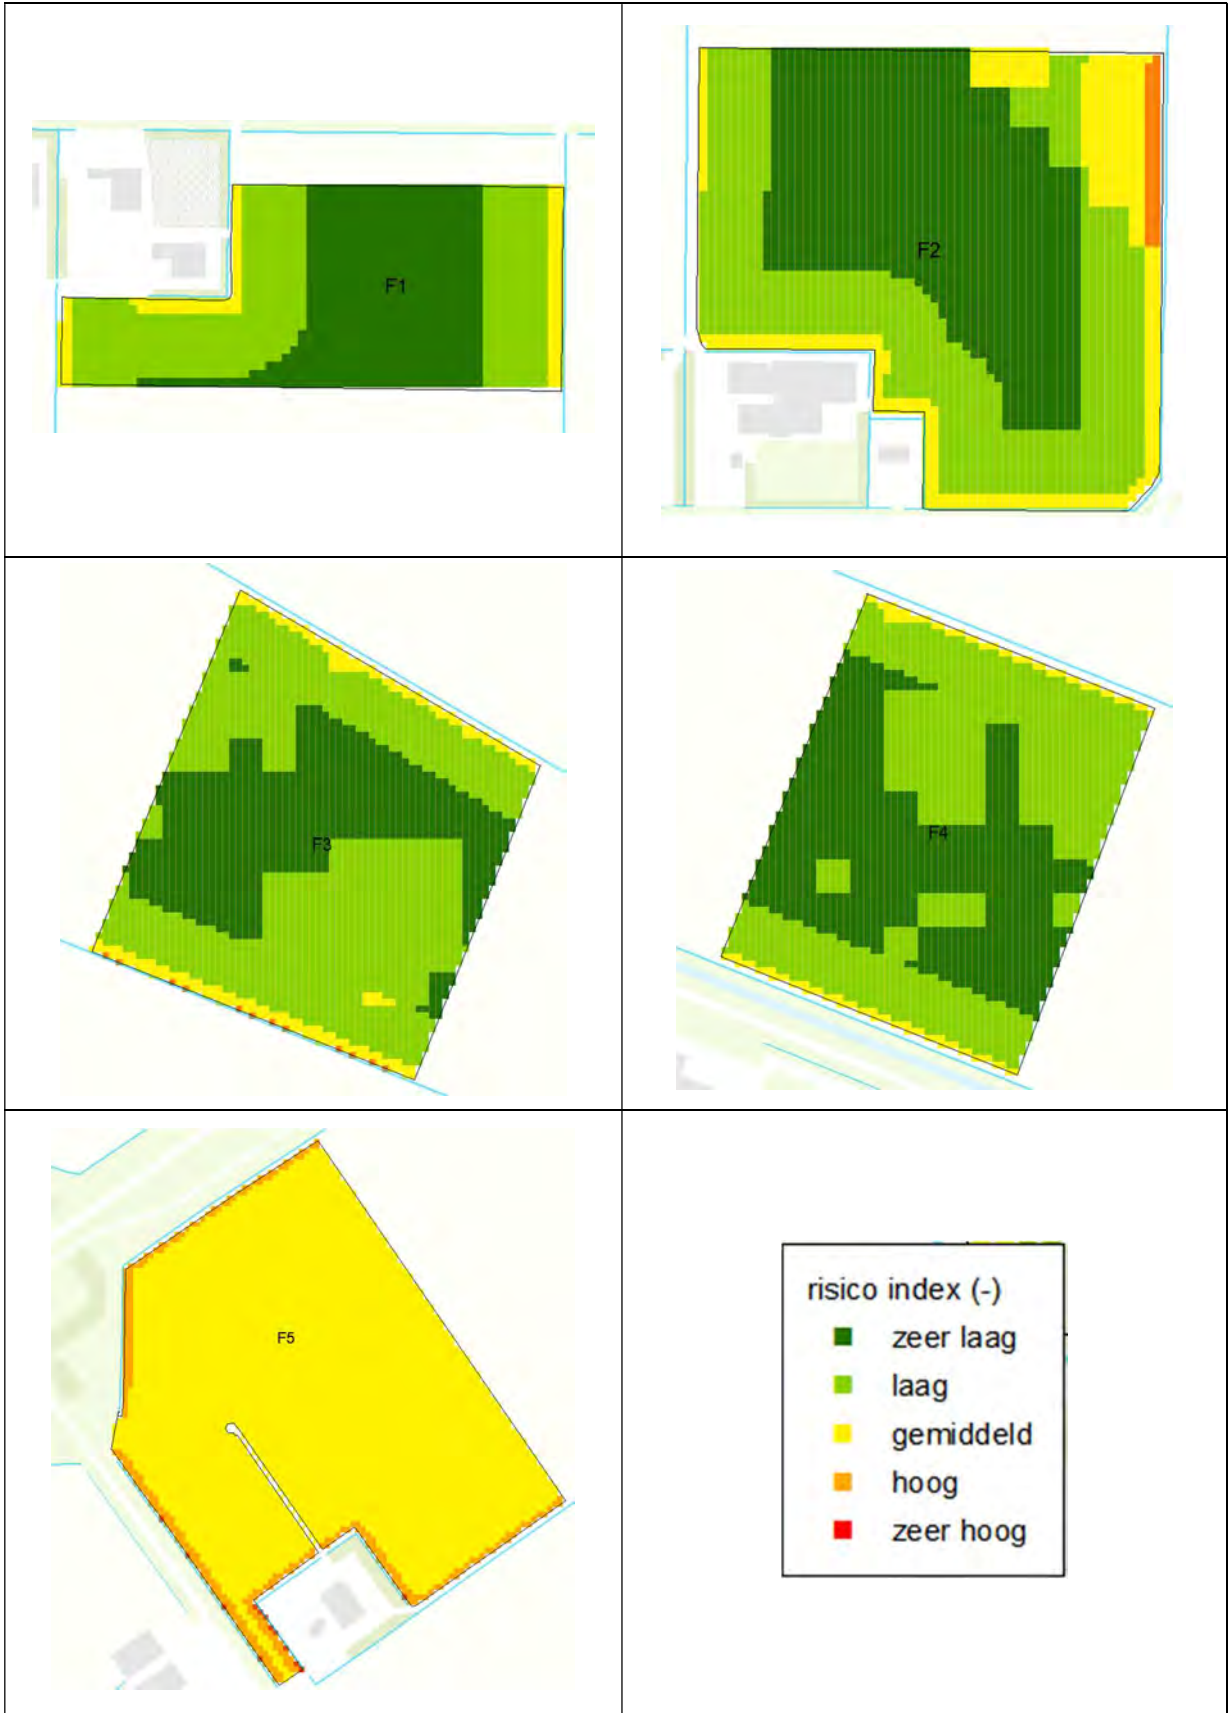 F1
F2
F3
F4
F5
risico index (-)
zeer laag
laag
gemiddeld
hoog
zeer hoog